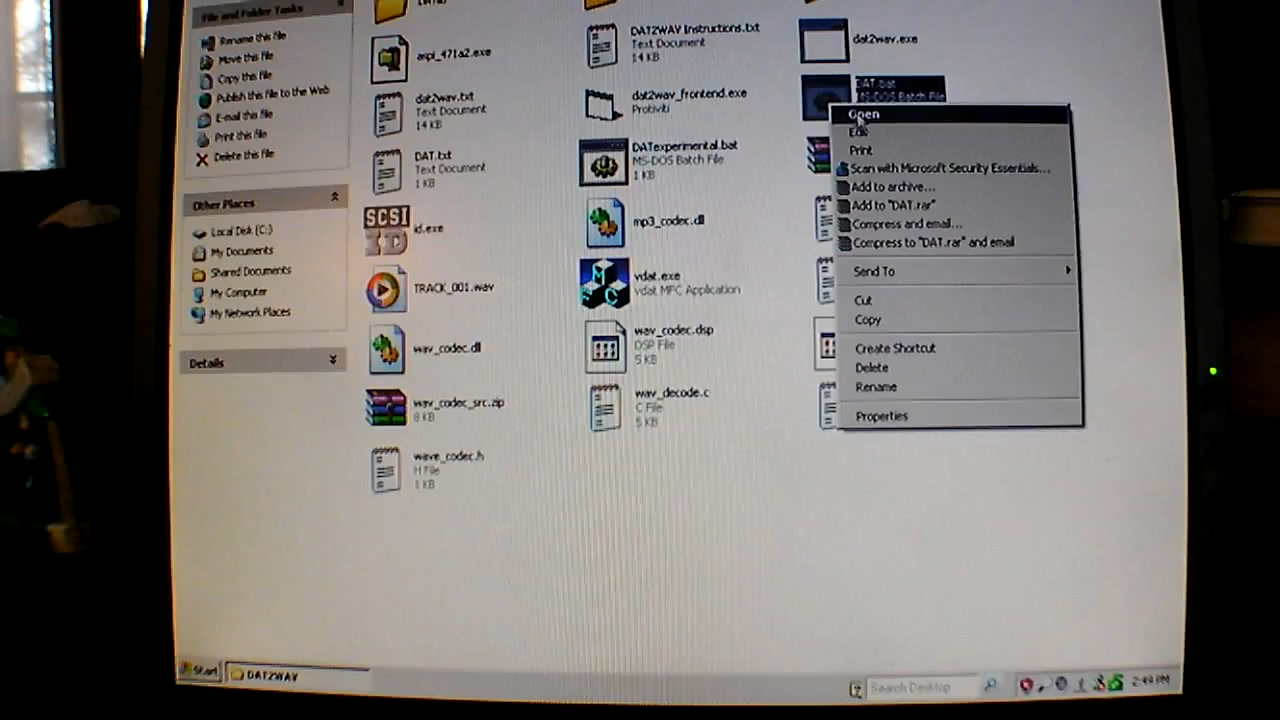 File and Folder Tasks
Rename this file
Move this file
Copy this file
Publish this file to the Web
E-mail this file
Print this file
Delete this file
Other Places
Local Disk (C:)
My Documents
Shared Documents
My Computer
My Network Places
Details
aspi_471a2.exe
dat2wav.txt
Text Document
14 KB
DAT.txt
Text Document
1 KB
SCSI
ID
id.exe
TRACK_001.wav
wav_codec.dll
wav_codec_src.zip
8 KB
wave_codec.h
H File
1 KB
DAT2WAV Instructions.txt
Text Document
14 KB
dat2wav_frontend.exe
Protiviti
DATexperimental.bat
MS-DOS Batch File
1 KB
mp3_codec.dll
M
F C
vdat.exe
vdat MFC Application
wav_codec.dsp
DSP File
5 KB
wav_decode.c
C File
5 KB
dat2wav.exe
DAT.bat
MS-DOS Batch File
Open
Edit
Print
Scan with Microsoft Security Essentials...
Add to archive...
Add to "DAT.rar"
Compress and email...
Compress to "DAT.rar" and email
Send To
Cut
Copy
Create Shortcut
Delete
Rename
Properties
Start
DAT2WAV
Search Desktop
2:49 PM